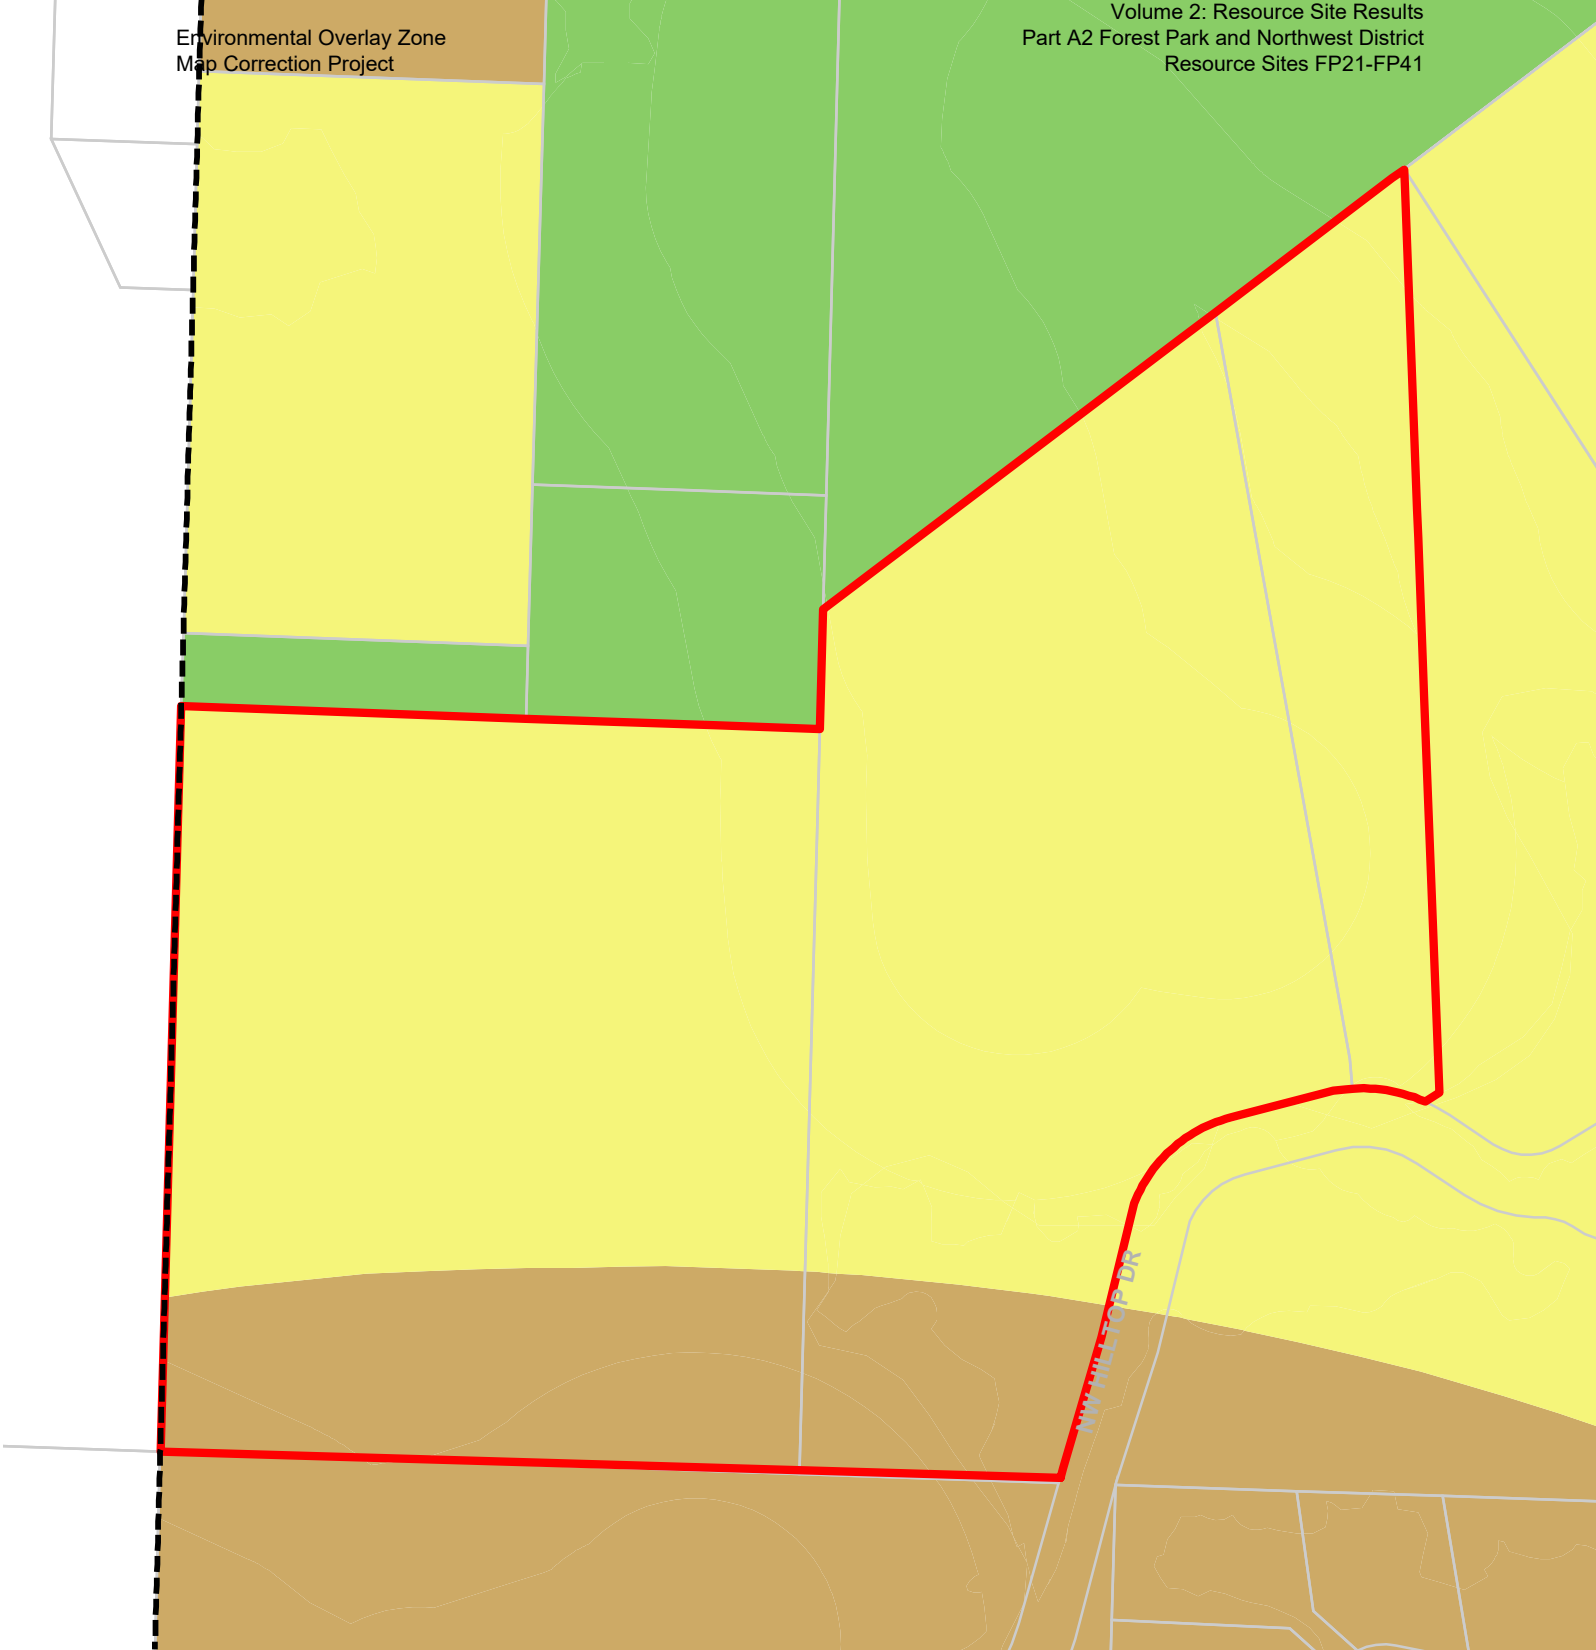 Environmental Overlay Zone
Map Correction Project
Volume 2: Resource Site Results
Part A2 Forest Park and Northwest District
Resource Sites FP21-FP41
NW HILLTOP DR